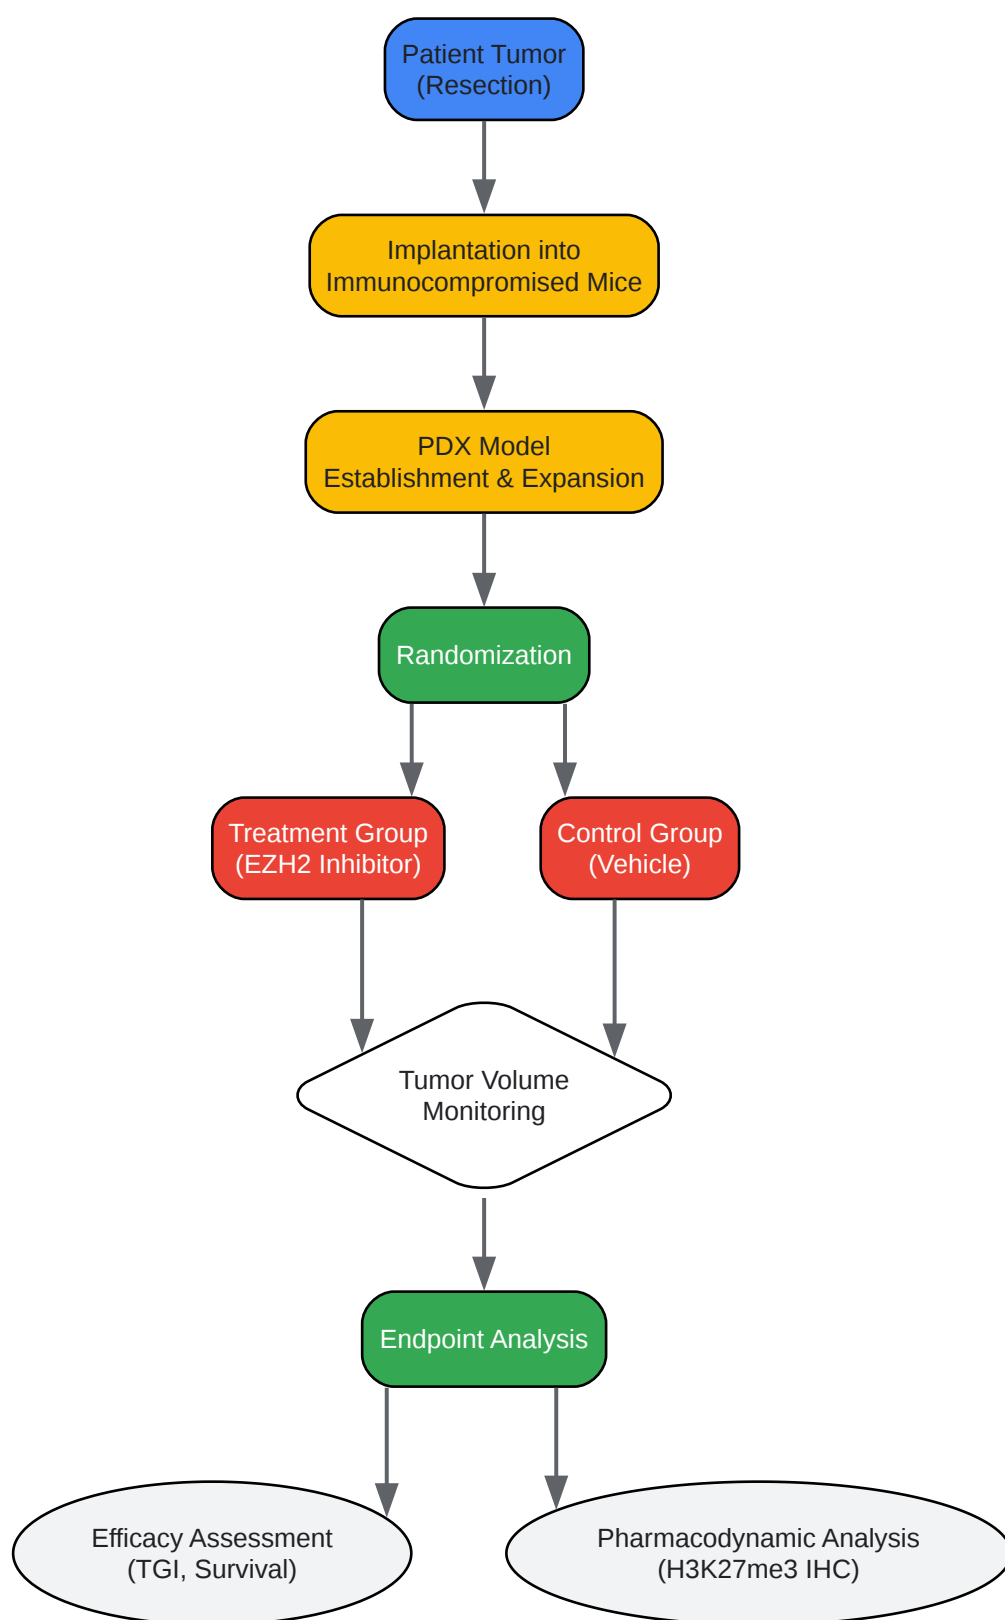 Patient Tumor
(Resection)
Implantation into
Immunocompromised Mice
PDX Model
Establishment & Expansion
Randomization
Treatment Group
(EZH2 Inhibitor)
Control Group
(Vehicle)
Tumor Volume
Monitoring
Endpoint Analysis
Efficacy Assessment
(TGI, Survival)
Pharmacodynamic Analysis
(H3K27me3 IHC)